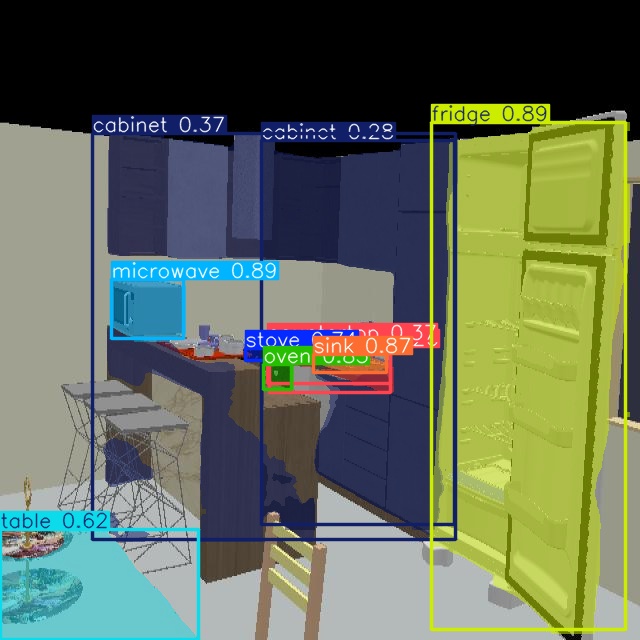 fridge 0.89
cabinet 0.37
cabinet 0.28
microwave 0.89
0.37
stove
sink 0.87
oven 0.83
table 0.62